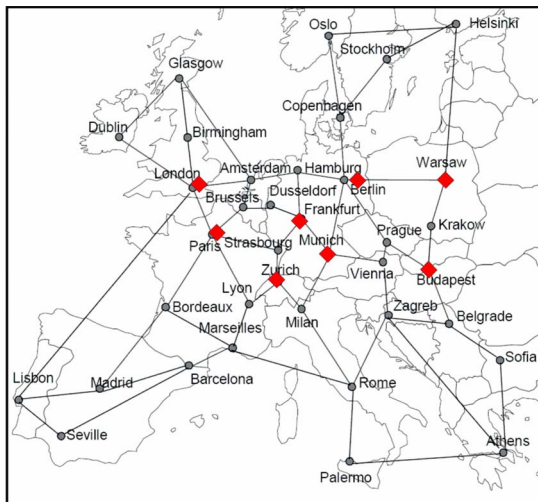 Oslo
Helsinki
Stockholm
Glasgow
Copenhagen
Dublin
Birmingham
London
Amsterdam
Hamburg
Warsaw
Berlin
Brussels
Dusseldorf
Frankfurt
Krakow
Paris
Strasbourg
Munich
Prague
Zurich
Vienna
Budapest
Lyon
Zagreb
Bordeaux
Milan
Belgrade
Marseilles
Sofia
Lisbon
Madrid
Barcelona
Rome
Seville
Athens
Palermo